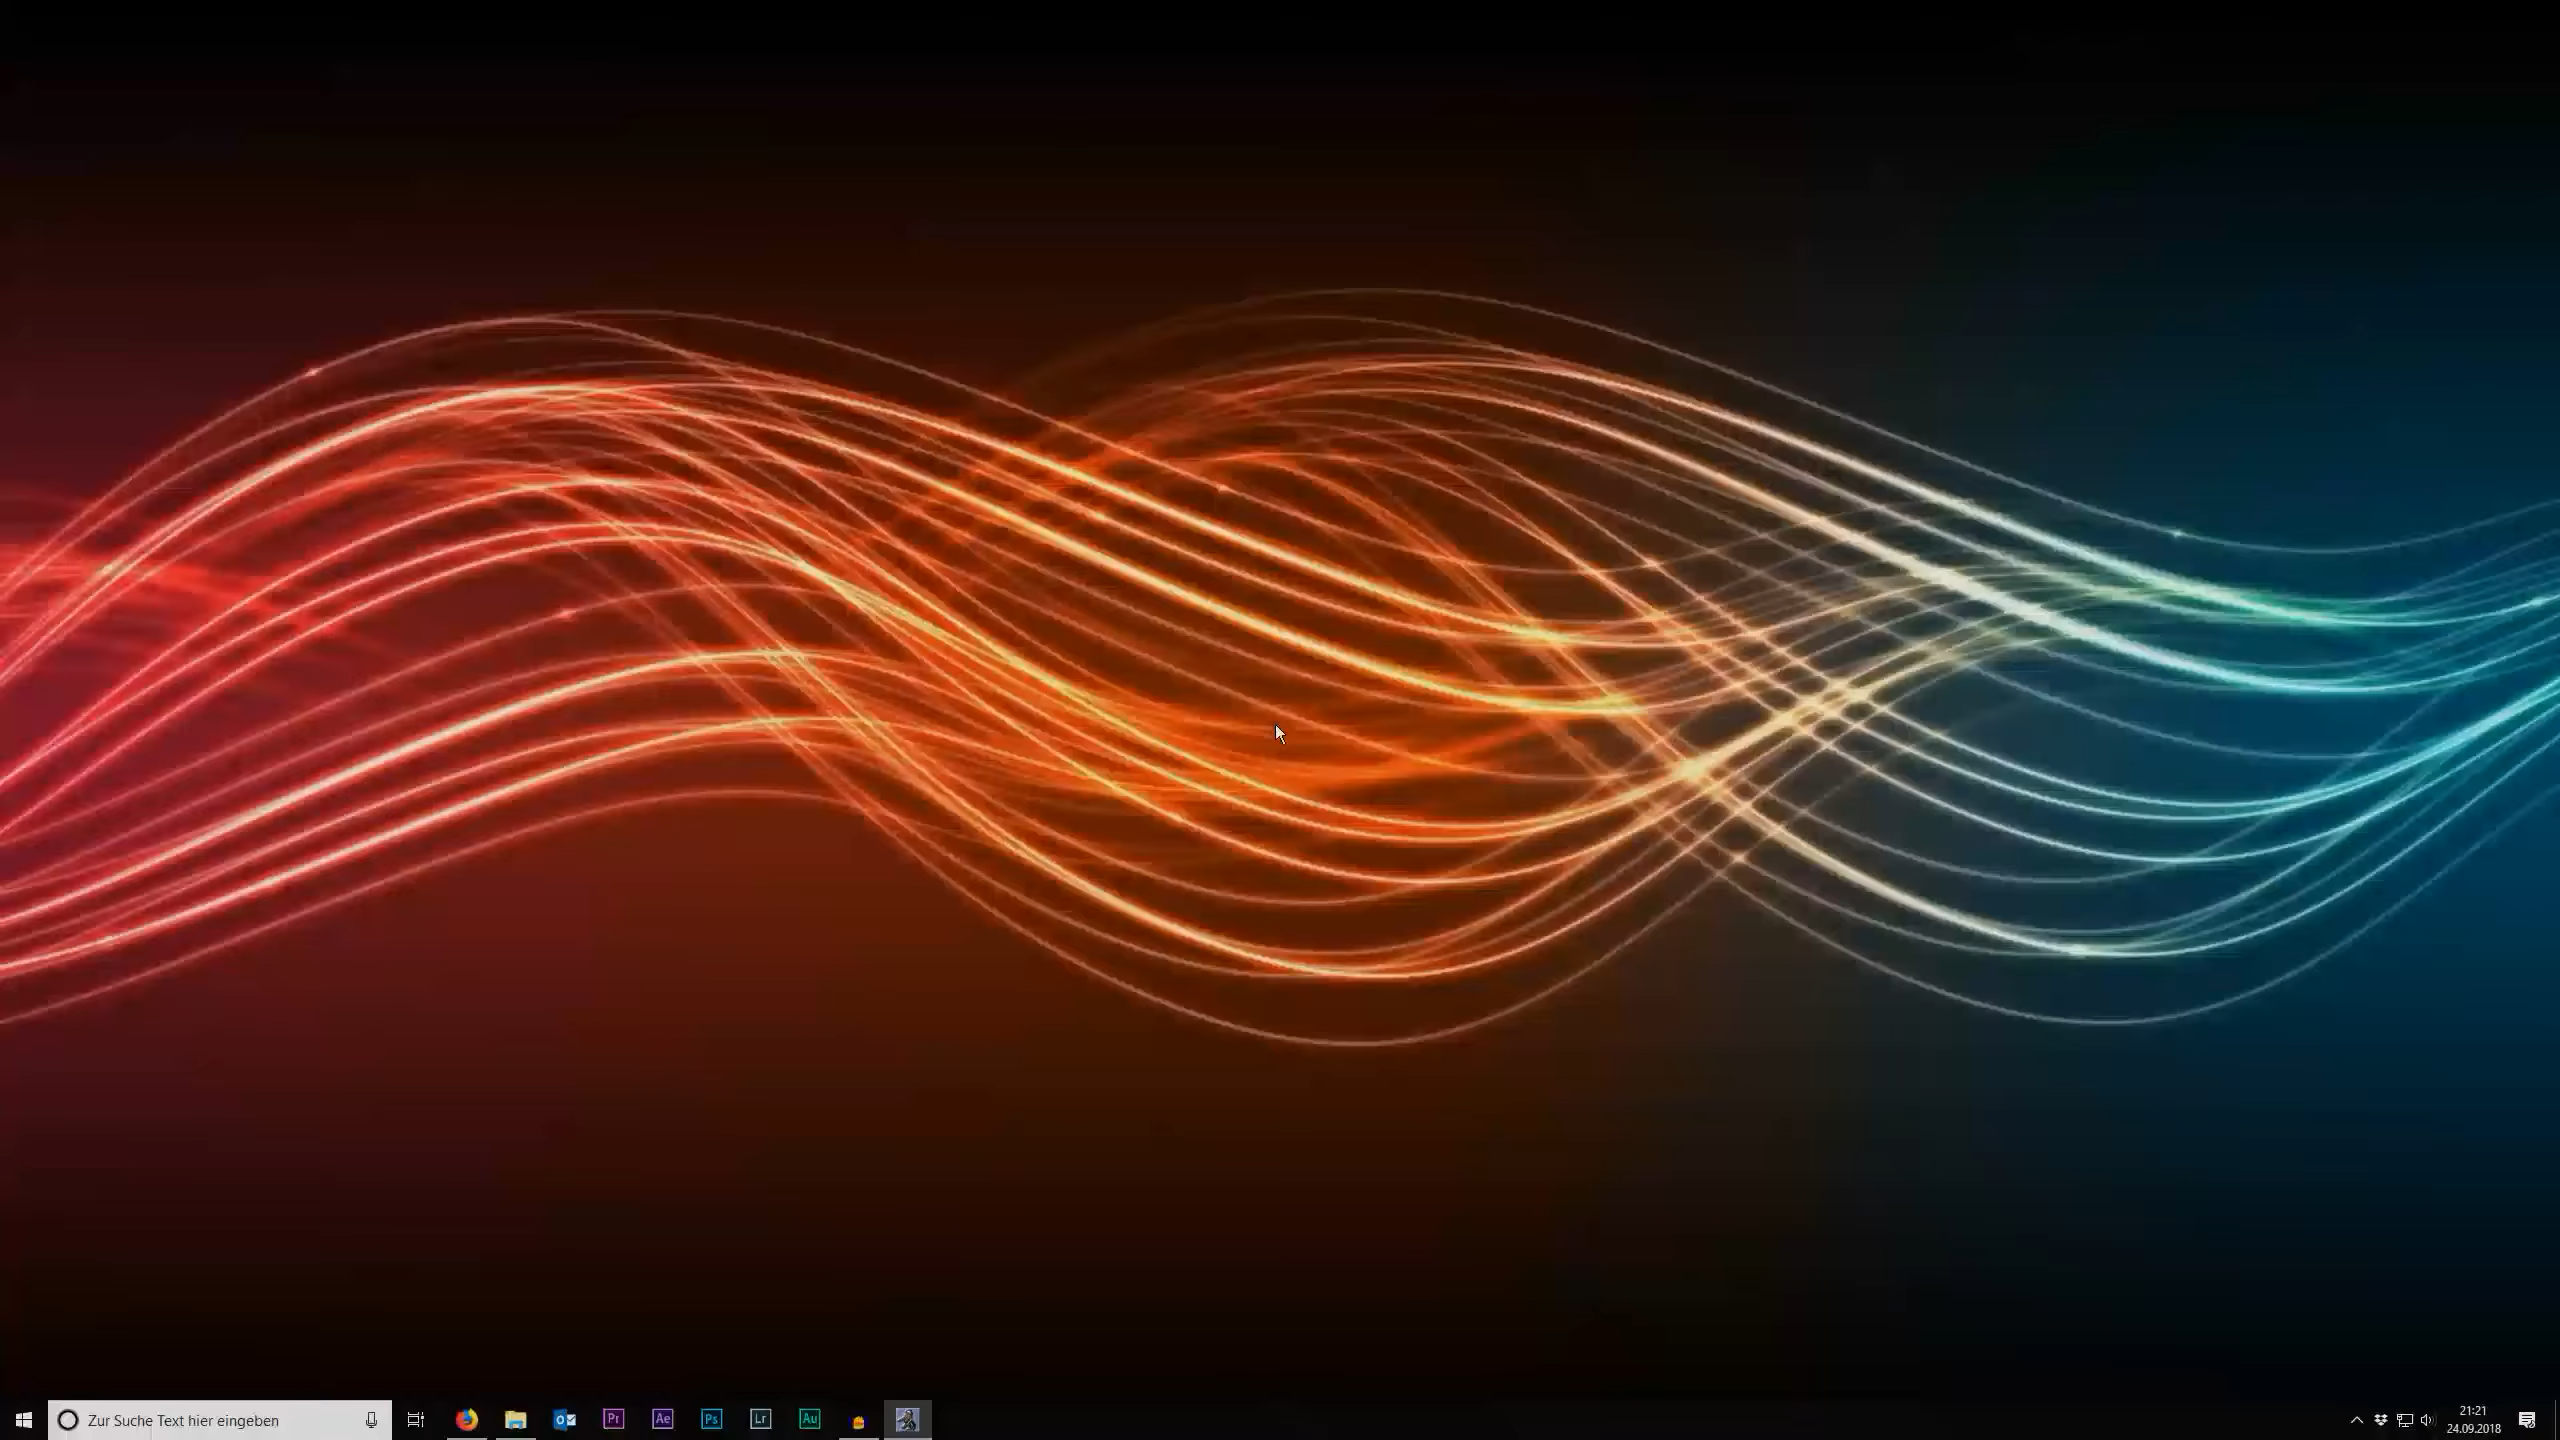 Zur Suche Text hier eingeben
Pr
Ae
Ps
Lr
Au
21:21
24.09.2018